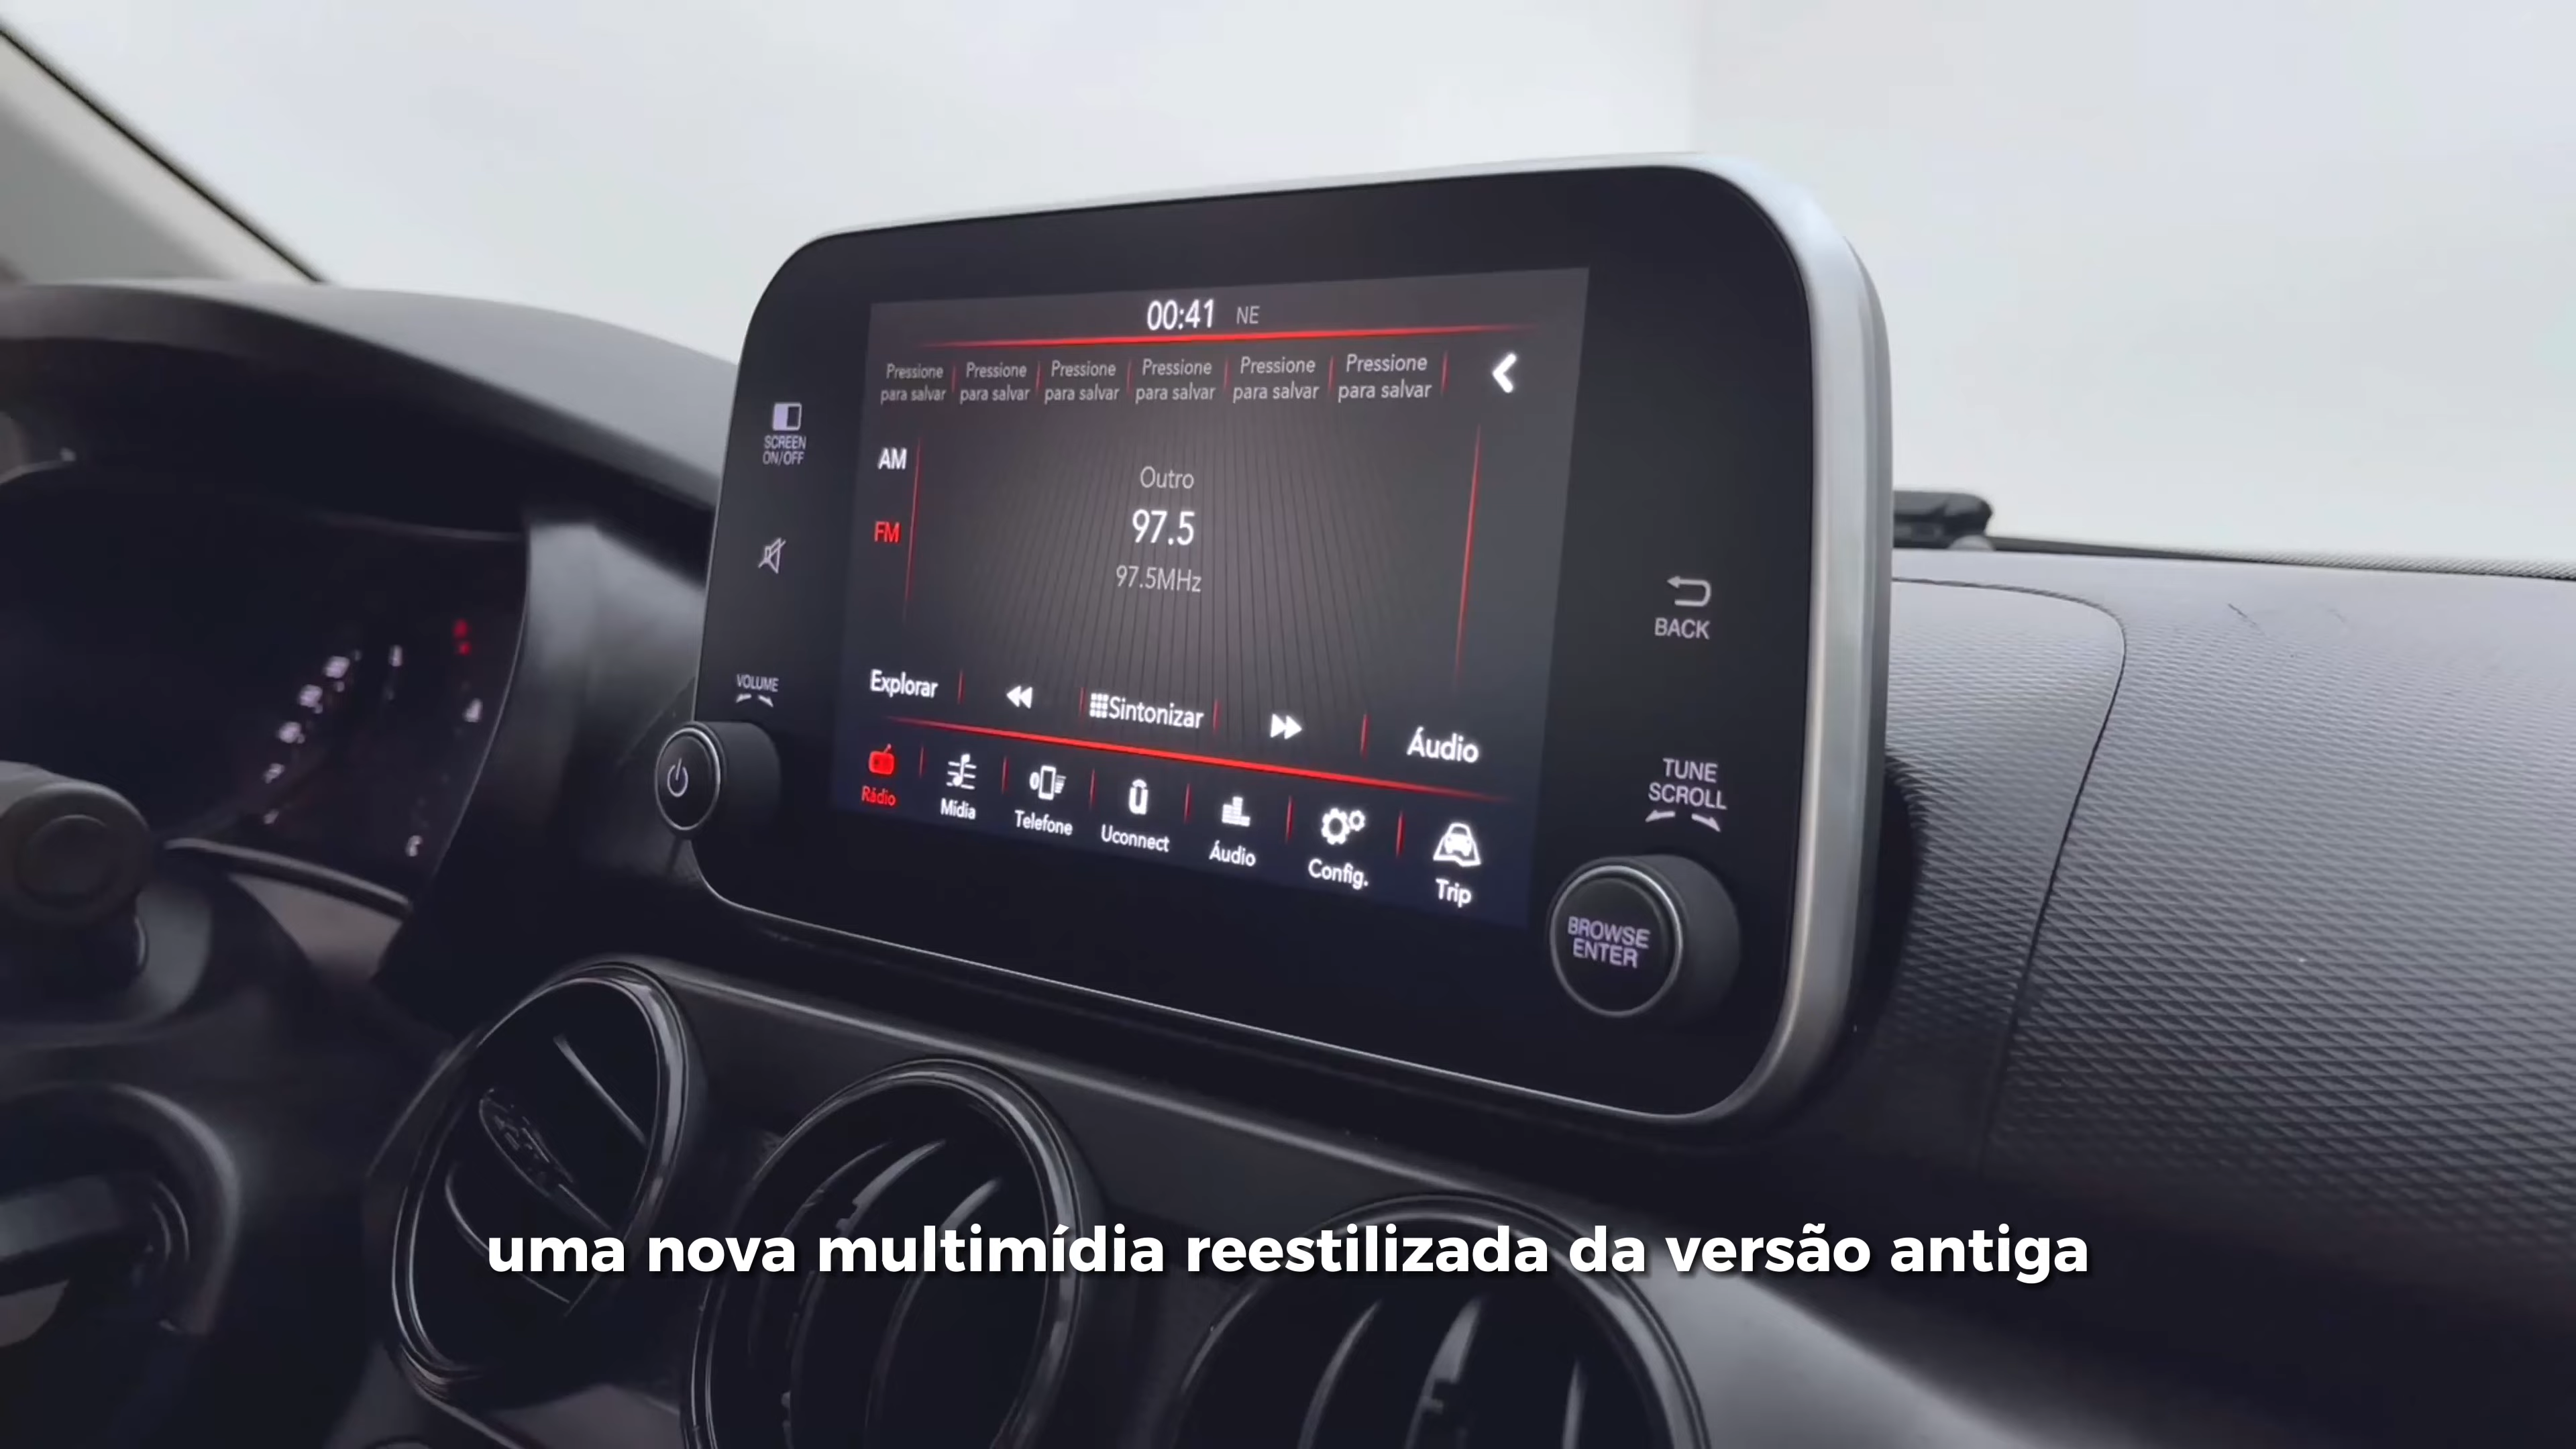 00:41 NE
Pressione para salvar
Pressione para salvar
Pressione para salvar
Pressione para salvar
Pressione para salvar
Pressione para salvar
SCREEN
ON/OFF
AM
FM
Outro
97.5
97.5MHz
BACK
VOLUME
Explorar
Sintonizar
Áudio
Rádio
Mídia
Telefone
Uconnect
Áudio
Config.
Trip
TUNE
SCROLL
BROWSE
ENTER
uma nova multimídia reestilizada da versão antiga